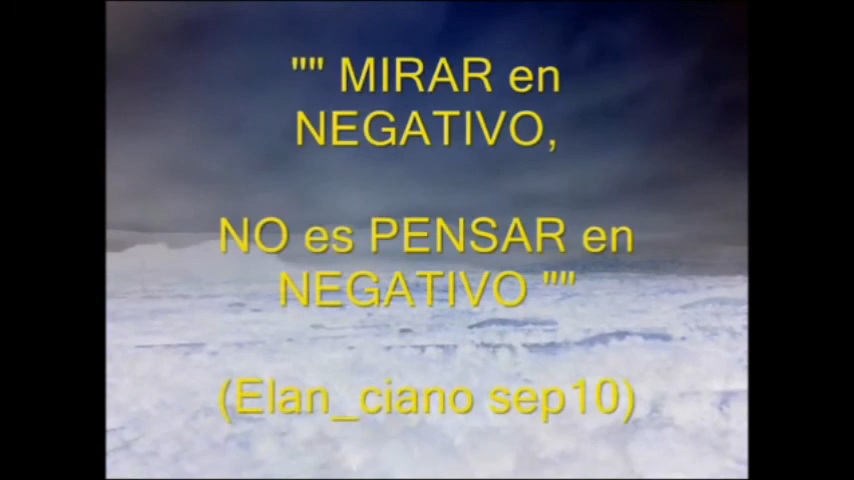 "" MIRAR en
NEGATIVO,
NO es PENSAR en
NEGATIVO ""
(Elan_ciano sep10)